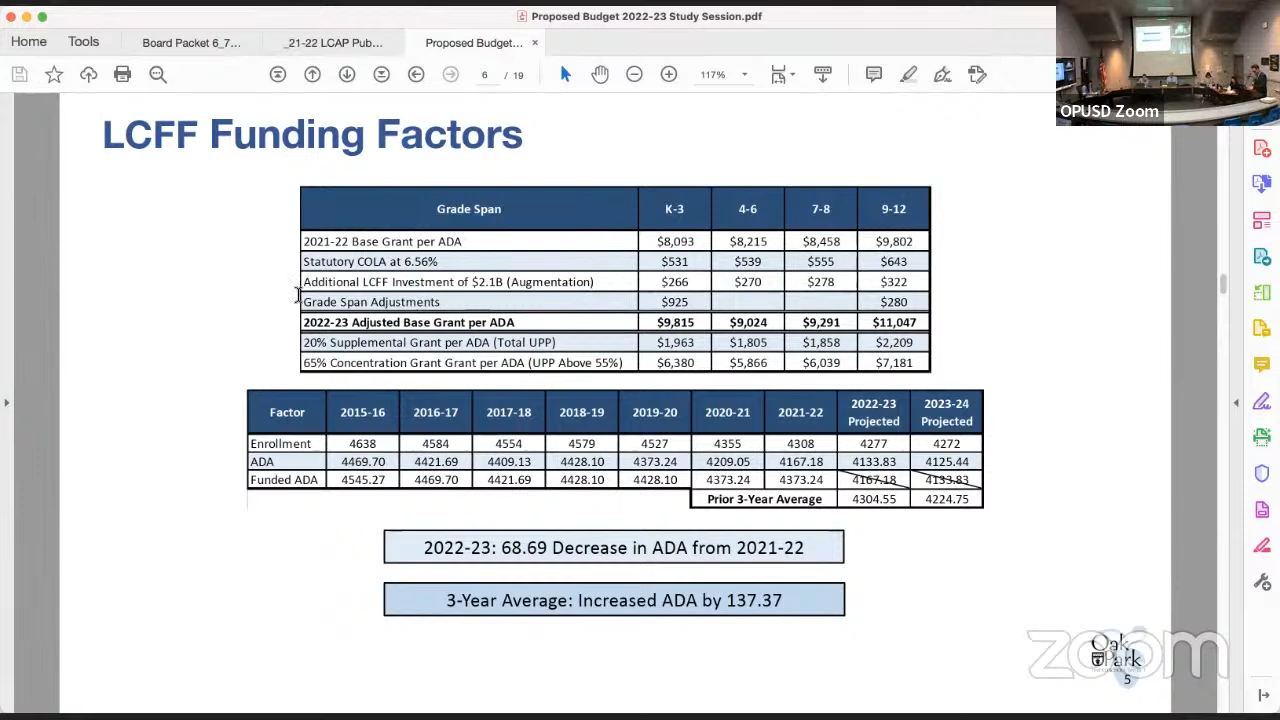 Proposed Budget 2022-23 Study Session.pdf
Home Tools Board Packet 6_7... _21-22 LCAP Pub... Proposed Budget... ×
6 / 19 117%
OPUSD Zoom
LCFF Funding Factors
Grade Span K-3 4-6 7-8 9-12
2021-22 Base Grant per ADA $8,093 $8,215 $8,458 $9,802
Statutory COLA at 6.56% $531 $539 $555 $643
Additional LCFF Investment of $2.1B (Augmentation) $266 $270 $278 $322
Grade Span Adjustments $925 $280
2022-23 Adjusted Base Grant per ADA $9,815 $9,024 $9,291 $11,047
20% Supplemental Grant per ADA (Total UPP) $1,963 $1,805 $1,858 $2,209
65% Concentration Grant Grant per ADA (UPP Above 55%) $6,380 $5,866 $6,039 $7,181
Factor 2015-16 2016-17 2017-18 2018-19 2019-20 2020-21 2021-22 2022-23 Projected 2023-24 Projected
Enrollment 4638 4584 4554 4579 4527 4355 4308 4277 4272
ADA 4469.70 4421.69 4409.13 4428.10 4373.24 4209.05 4167.18 4133.83 4125.44
Funded ADA 4545.27 4469.70 4421.69 4428.10 4428.10 4373.24 4373.24 4167.18 4133.83
Prior 3-Year Average 4304.55 4224.75
2022-23: 68.69 Decrease in ADA from 2021-22
3-Year Average: Increased ADA by 137.37
zoom
Oak
Park
5